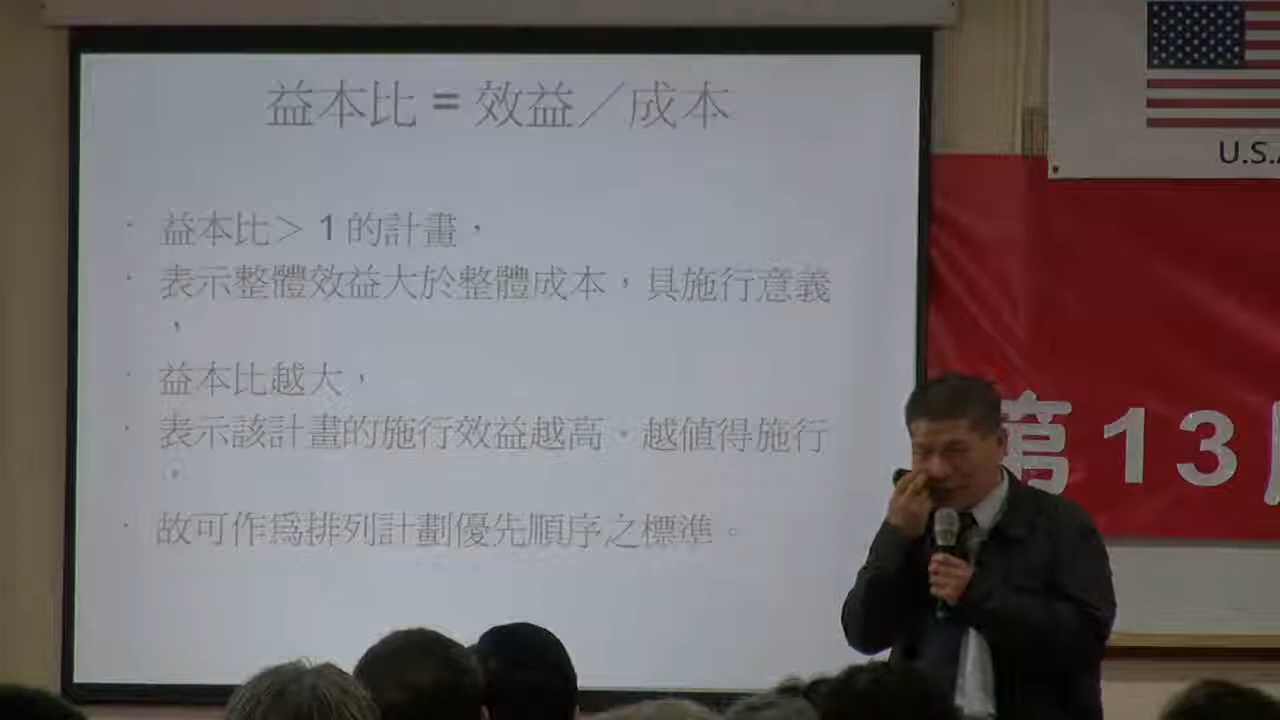 益本比 = 效益／成本
益本比＞ 1 的計畫，
表示整體效益大於整體成本，具施行意義
，
益本比越大，
表示該計畫的施行效益越高。越值得施行
。
故可作為排列計劃優先順序之標準。
第13